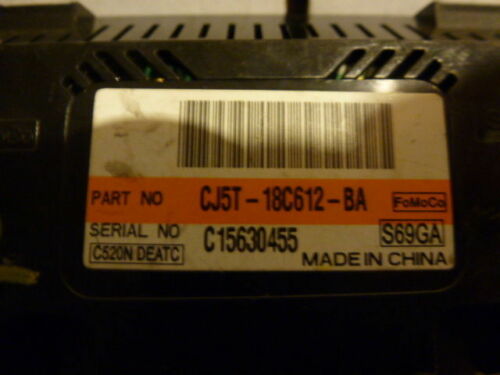 PART NO CJ5T-18C612-BA FoMoCo
SERIAL NO C15630455 S69GA
C520N DEATC MADE IN CHINA